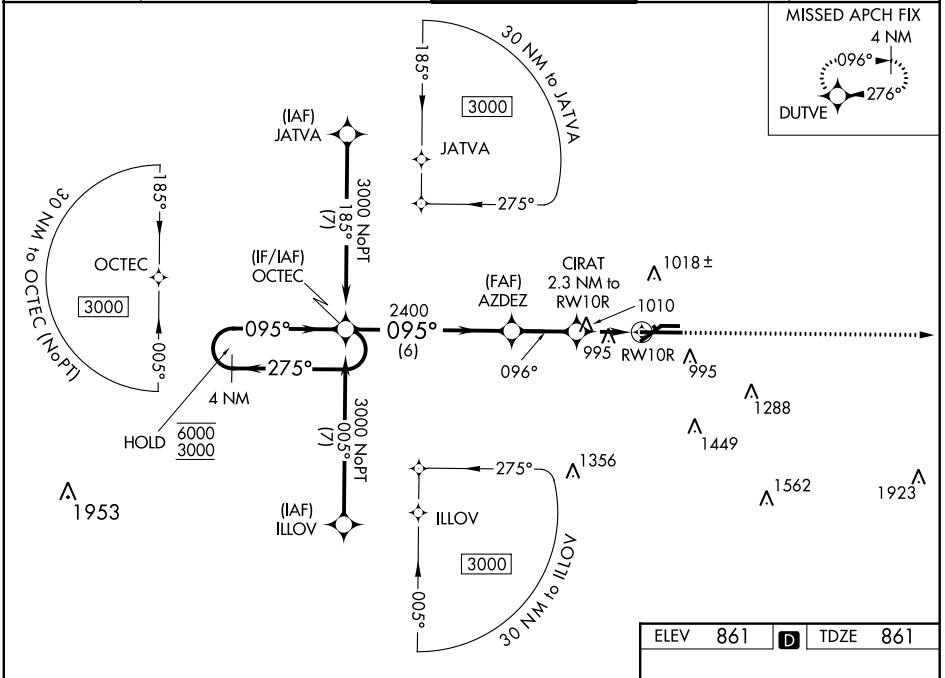 MISSED APCH FIX
4 NM
096°
276°
DUTVE
30 NM to JATVA
185°
3000
JATVA
275°
(IAF)
JATVA
3000 NoPT
185°
(7)
30 NM to OCTEC (NoPT)
185°
OCTEC
3000
005°
(IF/IAF)
OCTEC
095°
275°
4 NM
HOLD
6000
3000
2400
095°
(6)
(FAF)
AZDEZ
096°
CIRAT
2.3 NM to
RW10R
1018±
1010
995
RW10R
995
1288
1449
1562
1923
1356
1953
3000 NoPT
005°
(7)
(IAF)
ILLOV
275°
ILLOV
3000
005°
30 NM to ILLOV
ELEV 861 D TDZE 861